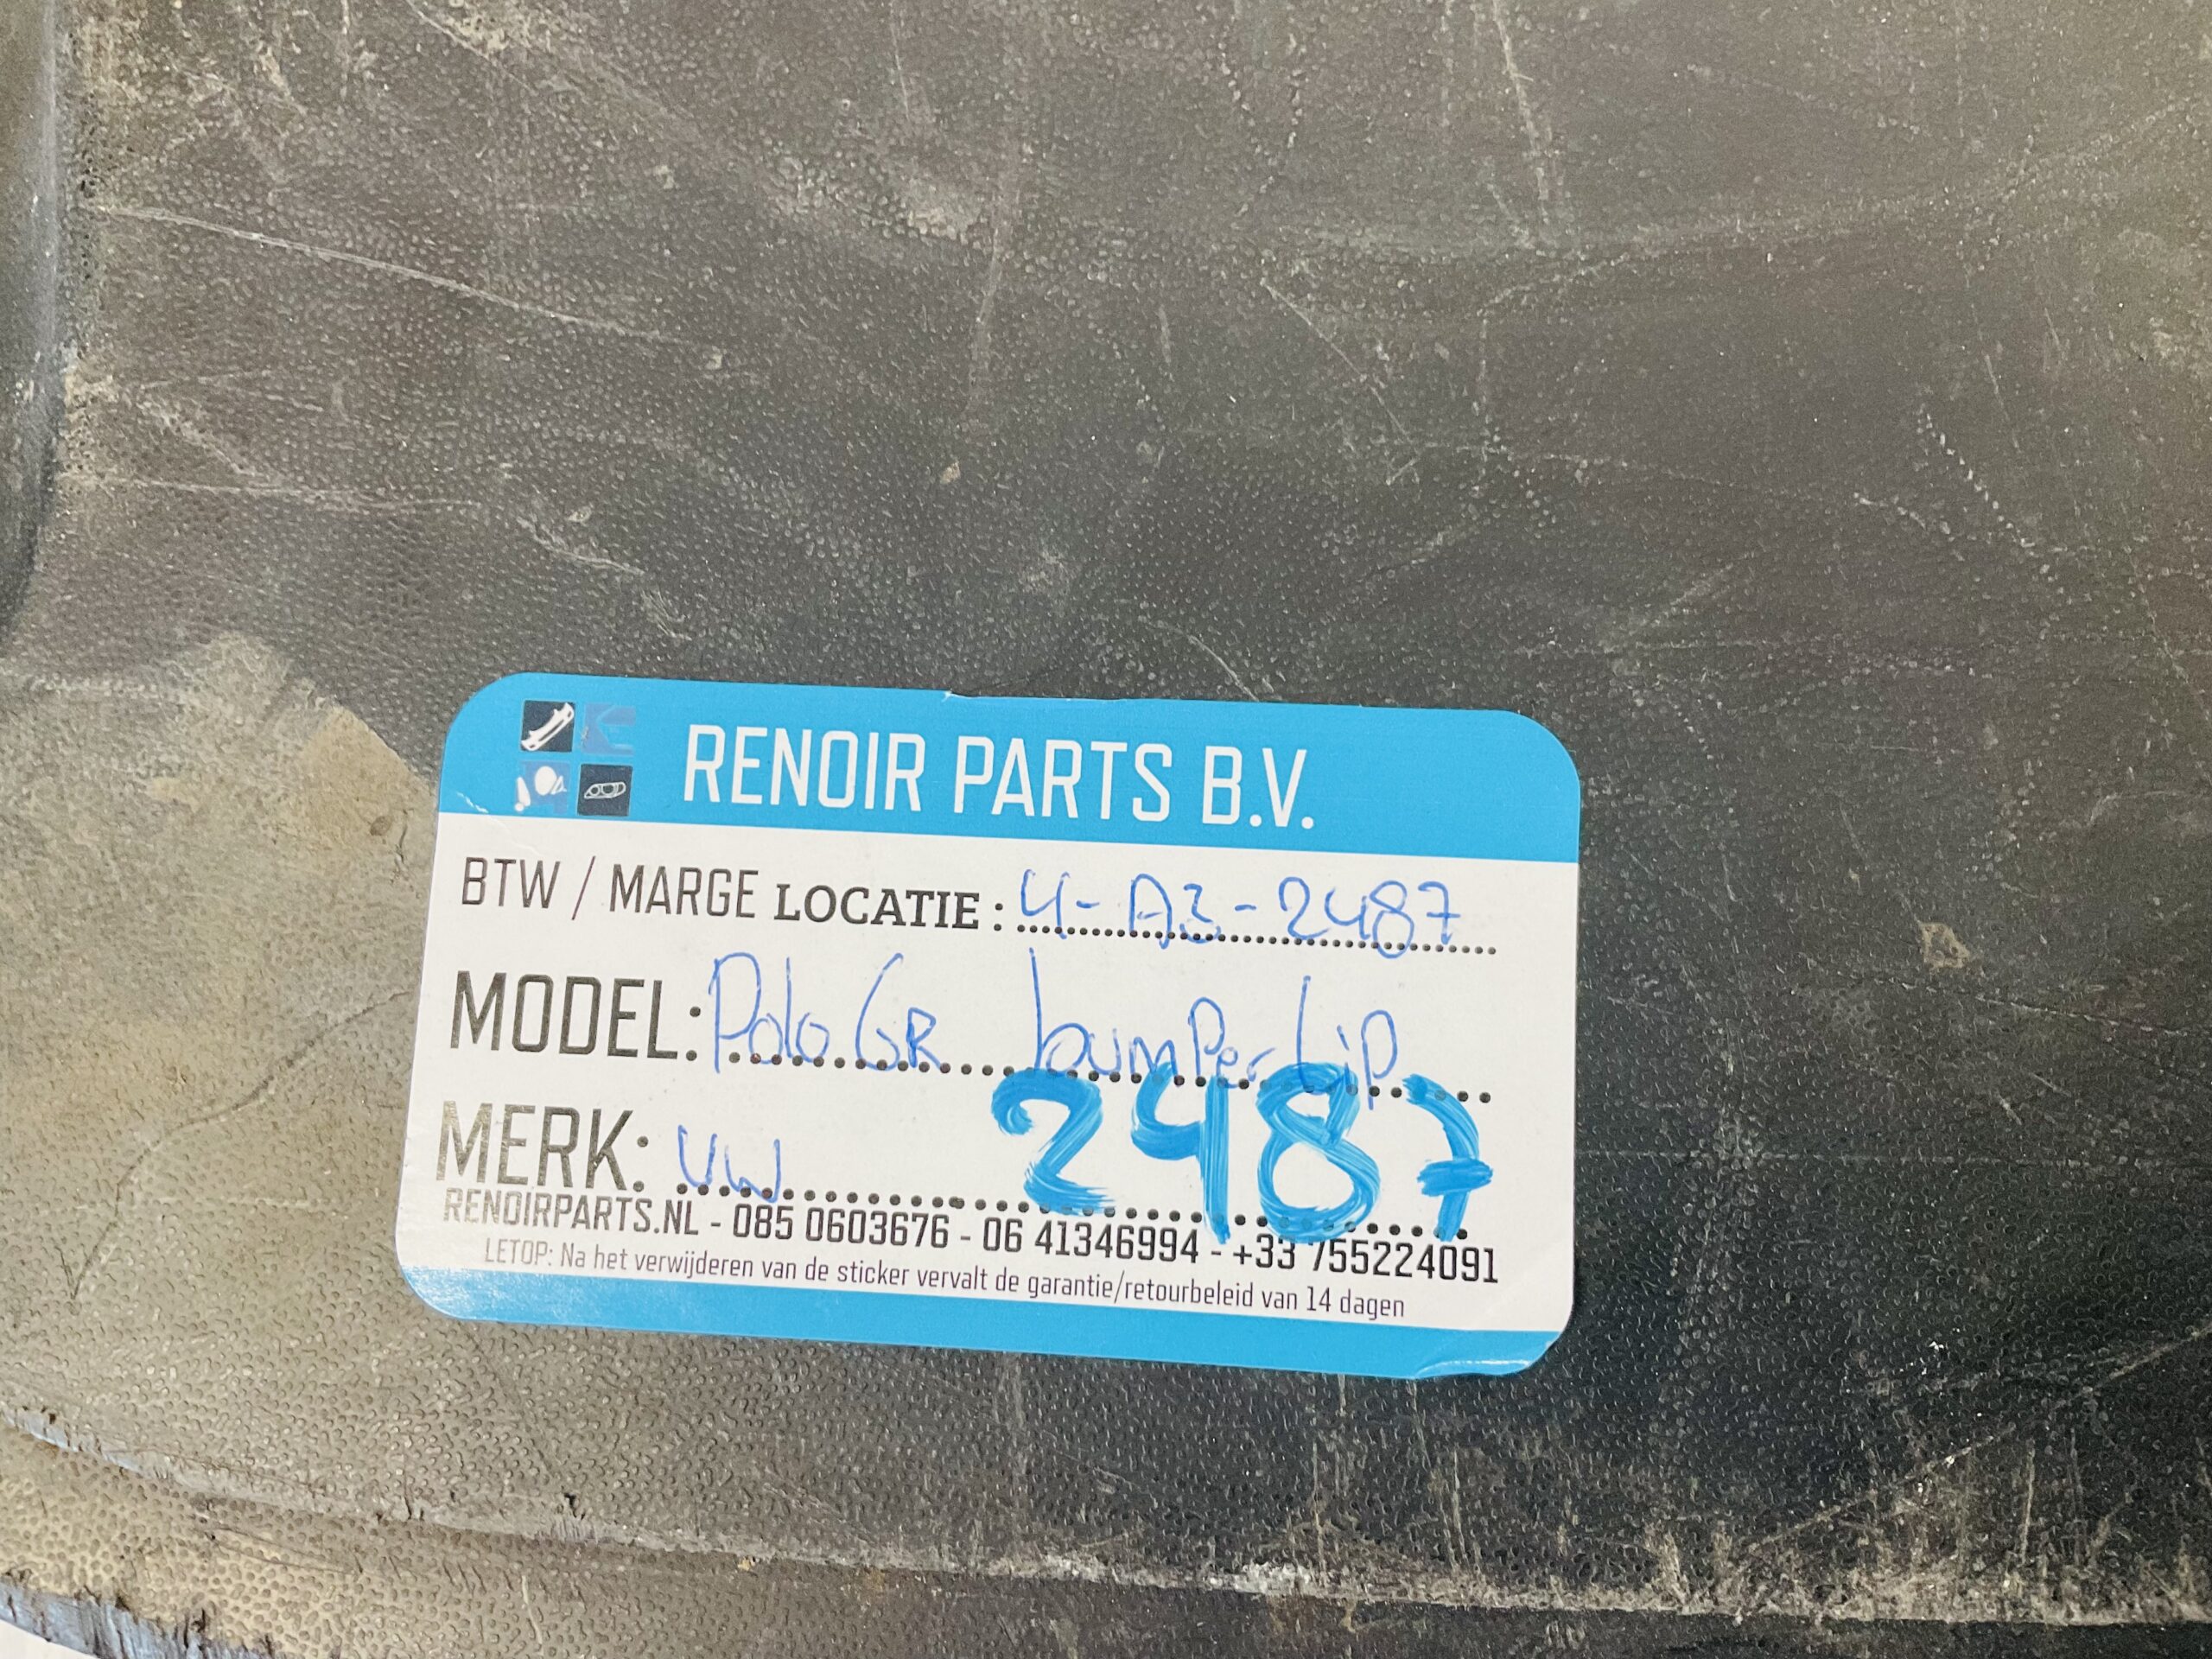 RENOIR PARTS B.V.
BTW / MARGE LOCATIE : 4-A3-2487
MODEL: Polo 6R bumper Lip
2487
MERK: VW
RENOIRPARTS.NL - 085 0603676 - 06 41346994 - +33 755224091
LETOP: Na het verwijderen van de sticker vervalt de garantie/retourbeleid van 14 dagen